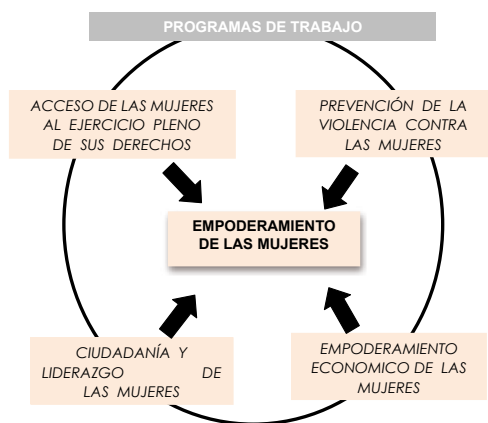 PROGRAMAS DE TRABAJO
ACCESO DE LAS MUJERES
AL EJERCICIO PLENO
DE SUS DERECHOS
PREVENCIÓN DE LA
VIOLENCIA CONTRA
LAS MUJERES
EMPODERAMIENTO
DE LAS MUJERES
CIUDADANÍA Y
LIDERAZGO DE
LAS MUJERES
EMPODERAMIENTO
ECONOMICO DE LAS
MUJERES